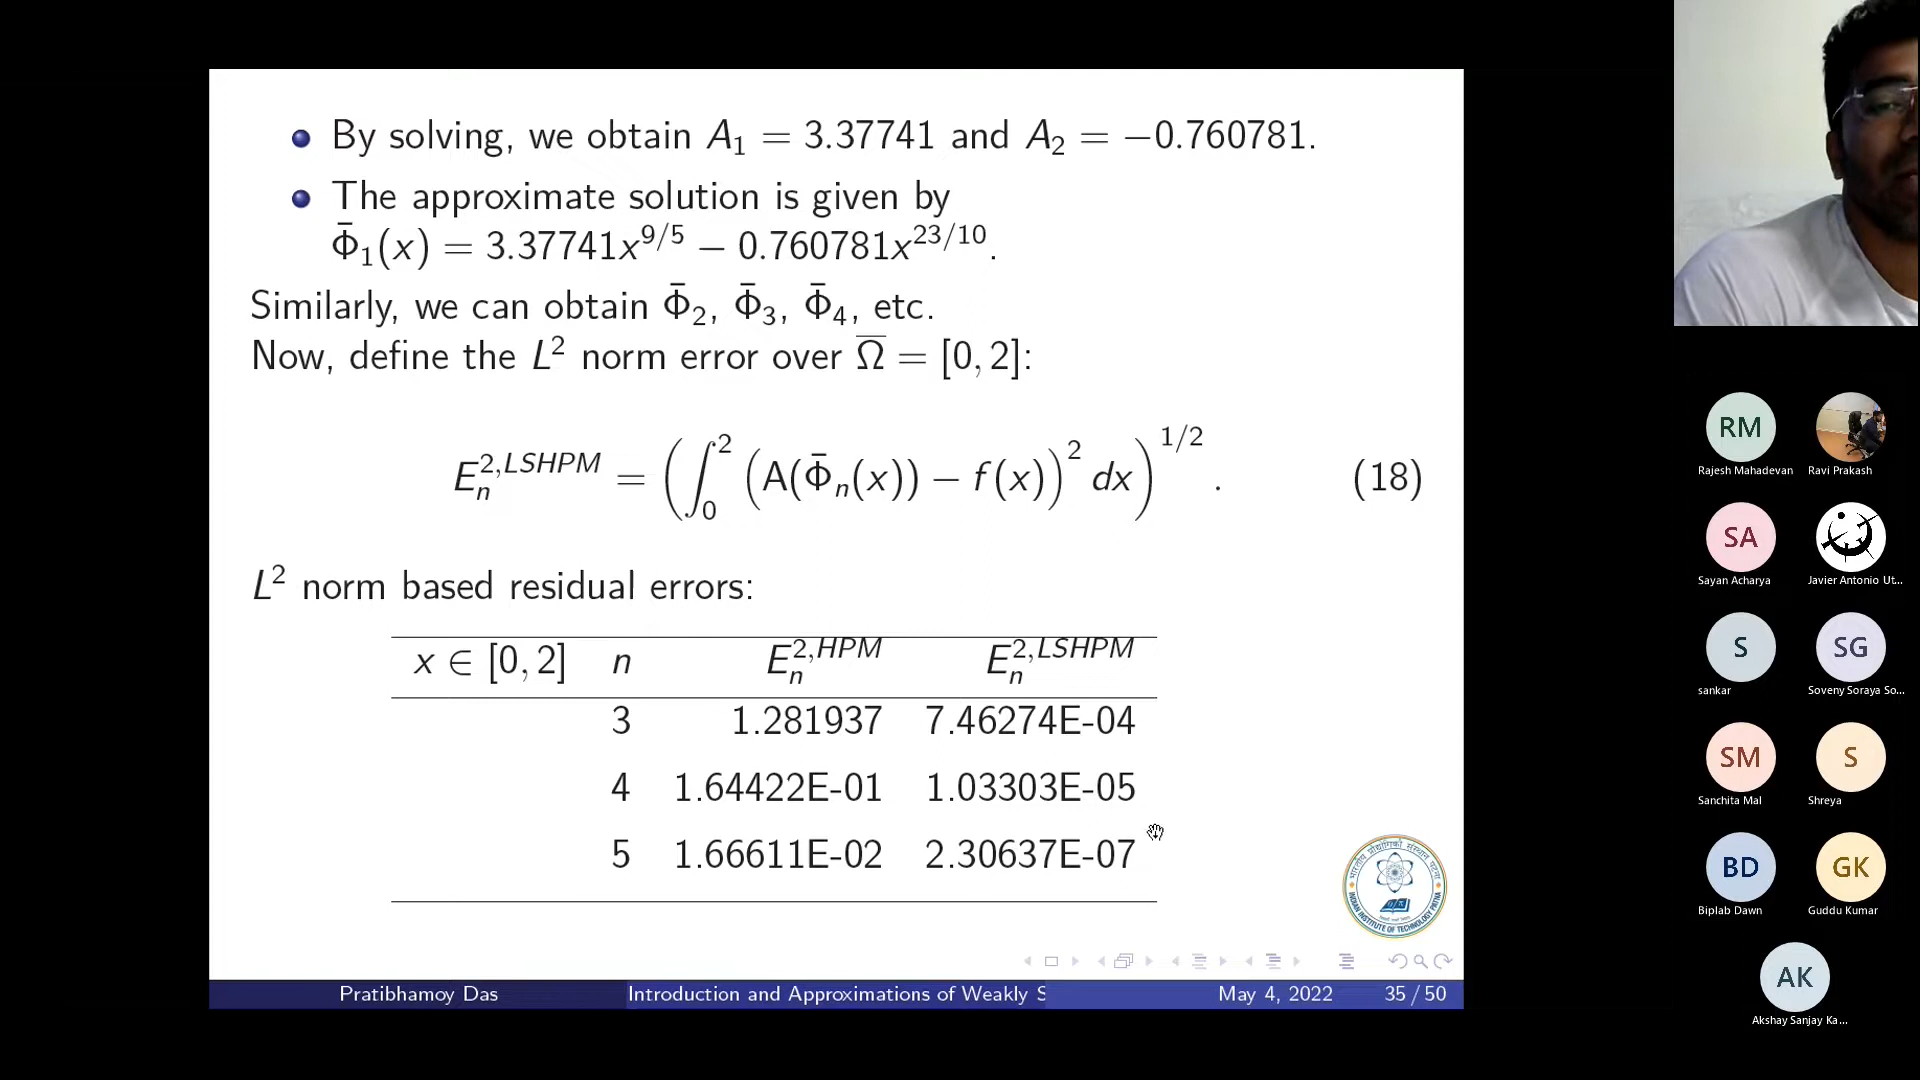 By solving, we obtain A₁ = 3.37741 and A₂ = −0.760781.
The approximate solution is given by
Φ̄₁(x) = 3.37741x^{9/5} − 0.760781x^{23/10}.
Similarly, we can obtain Φ̄₂, Φ̄₃, Φ̄₄, etc.
Now, define the L² norm error over Ω̅ = [0, 2]:
E_n^{2,LSHPM} = (∫₀² (A(Φ̄_n(x)) − f(x))² dx)^{1/2}. (18)
L² norm based residual errors:
x ∈ [0, 2] n E_n^{2,HPM} E_n^{2,LSHPM}
3 1.281937 7.46274E-04
4 1.64422E-01 1.03303E-05
5 1.66611E-02 2.30637E-07
INDIAN INSTITUTE OF TECHNOLOGY PATNA
Pratibhamoy Das Introduction and Approximations of Weakly S May 4, 2022 35 / 50
RM
Rajesh Mahadevan Ravi Prakash
SA
Sayan Acharya Javier Antonio Ut...
S SG
sankar Soveny Soraya So...
SM S
Sanchita Mal Shreya
BD GK
Biplab Dawn Guddu Kumar
AK
Akshay Sanjay Ka...